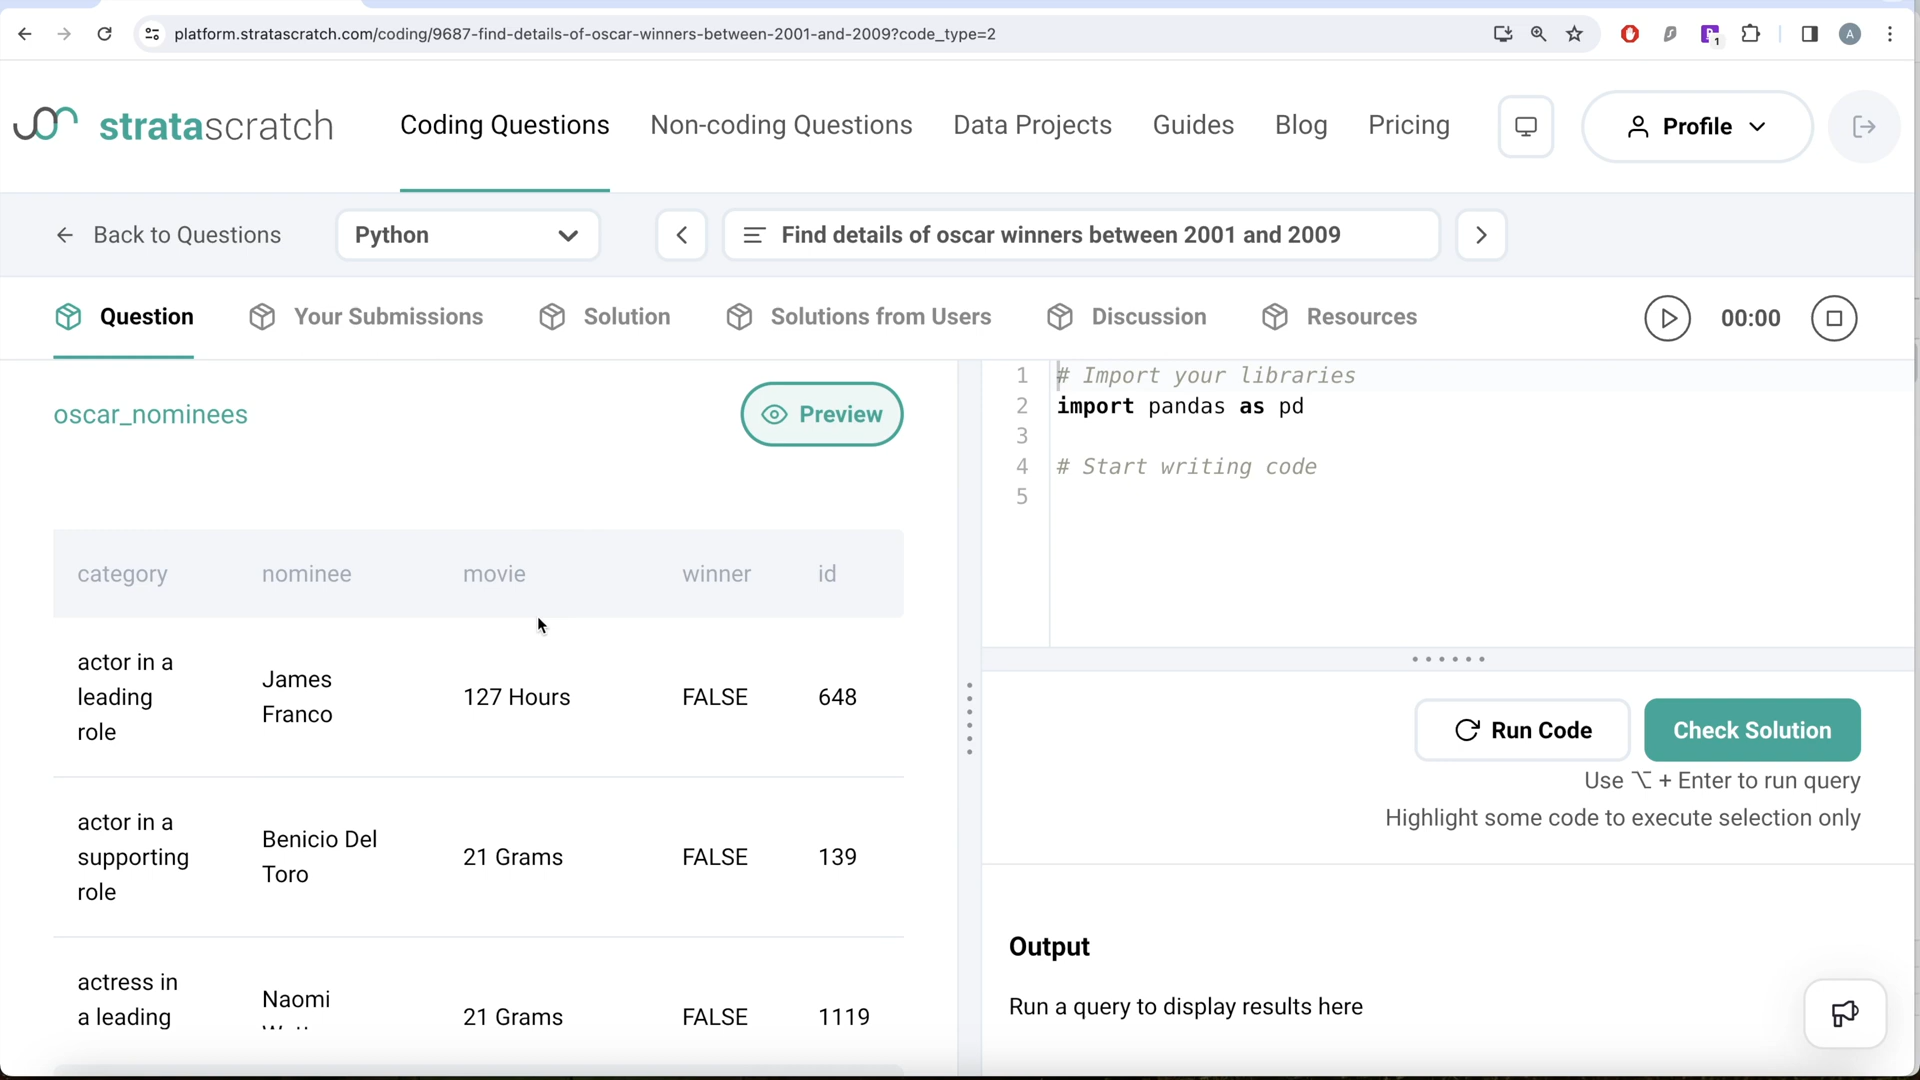 platform.stratascratch.com/coding/9687-find-details-of-oscar-winners-between-2001-and-2009?code_type=2
1
A
stratascratch
Coding Questions
Non-coding Questions
Data Projects
Guides
Blog
Pricing
Profile
Back to Questions
Python
Find details of oscar winners between 2001 and 2009
Question
Your Submissions
Solution
Solutions from Users
Discussion
Resources
00:00
oscar_nominees
Preview
category nominee movie winner id
actor in a
leading
role
James
Franco
127 Hours
FALSE
648
actor in a
supporting
role
Benicio Del
Toro
21 Grams
FALSE
139
actress in
a leading
Naomi
21 Grams
FALSE
1119
1 # Import your libraries
2 import pandas as pd
3
4 # Start writing code
5
Run Code
Check Solution
Use ⌥ + Enter to run query
Highlight some code to execute selection only
Output
Run a query to display results here